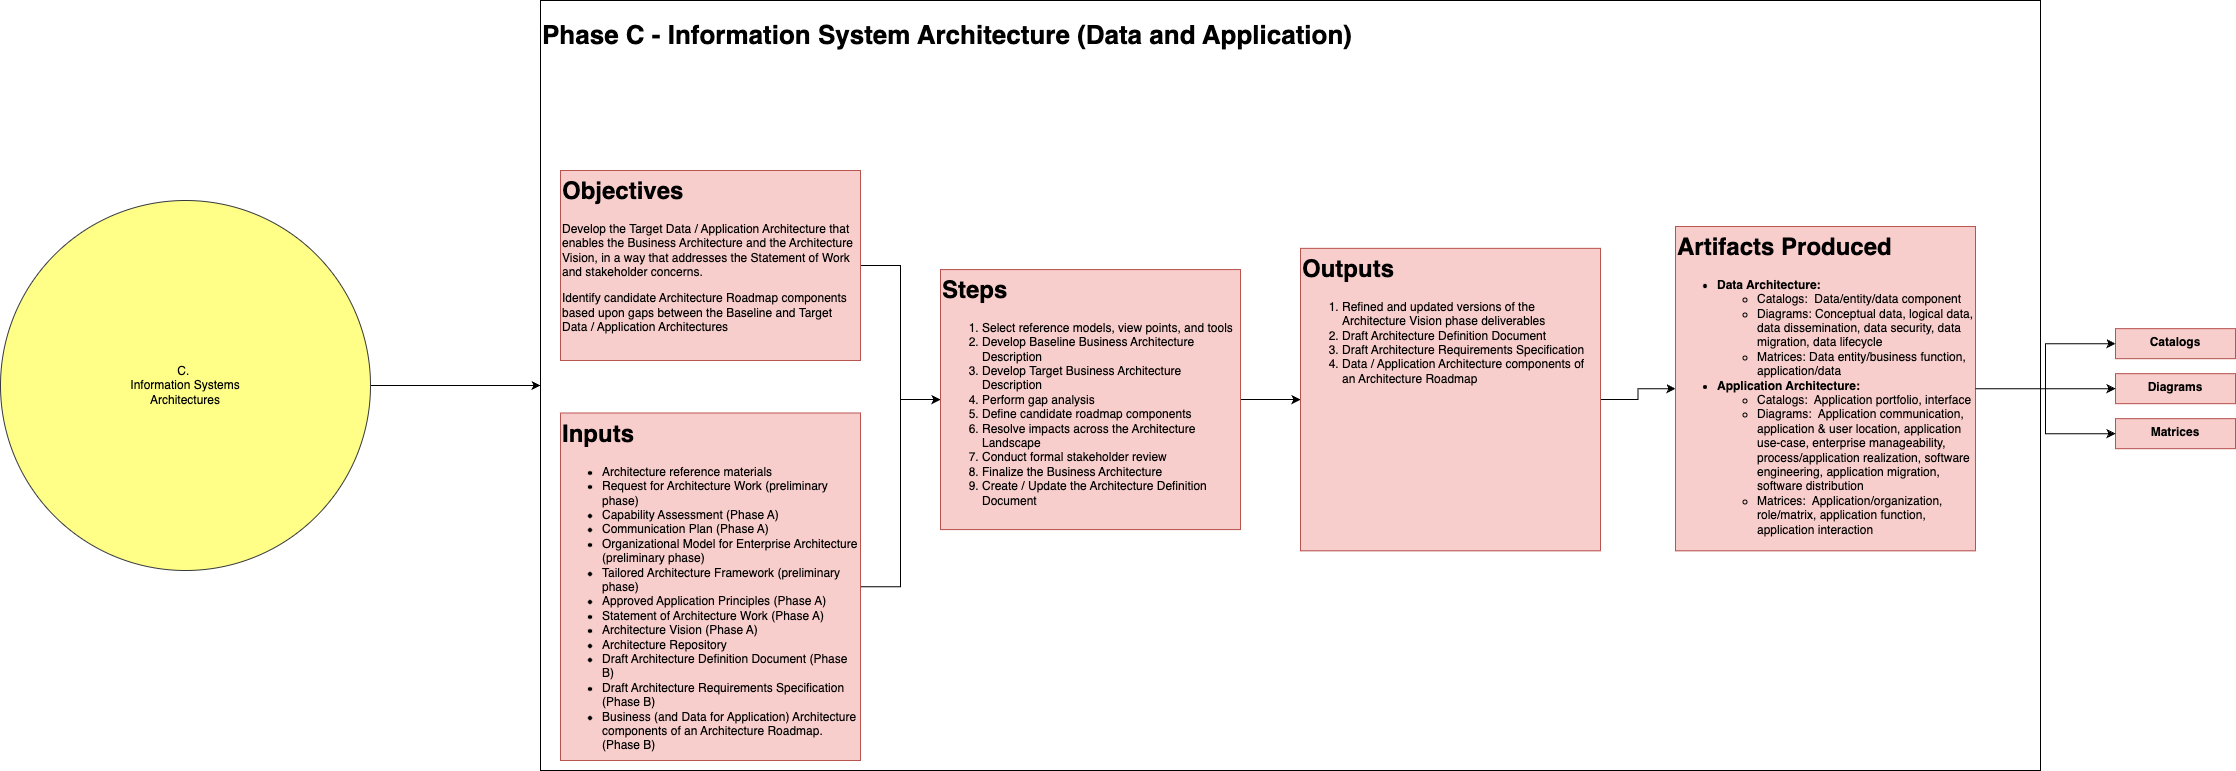 Phase C - Information System Architecture (Data and Application)
C.
Information Systems
Architectures
Objectives
Develop the Target Data / Application Architecture that
enables the Business Architecture and the Architecture
Vision, in a way that addresses the Statement of Work
and stakeholder concerns.
Identify candidate Architecture Roadmap components
based upon gaps between the Baseline and Target
Data / Application Architectures
Inputs
• Architecture reference materials
• Request for Architecture Work (preliminary
phase)
• Capability Assessment (Phase A)
• Communication Plan (Phase A)
• Organizational Model for Enterprise Architecture
(preliminary phase)
• Tailored Architecture Framework (preliminary
phase)
• Approved Application Principles (Phase A)
• Statement of Architecture Work (Phase A)
• Architecture Vision (Phase A)
• Architecture Repository
• Draft Architecture Definition Document (Phase
B)
• Draft Architecture Requirements Specification
(Phase B)
• Business (and Data for Application) Architecture
components of an Architecture Roadmap.
(Phase B)
Steps
1. Select reference models, view points, and tools
2. Develop Baseline Business Architecture
Description
3. Develop Target Business Architecture
Description
4. Perform gap analysis
5. Define candidate roadmap components
6. Resolve impacts across the Architecture
Landscape
7. Conduct formal stakeholder review
8. Finalize the Business Architecture
9. Create / Update the Architecture Definition
Document
Outputs
1. Refined and updated versions of the
Architecture Vision phase deliverables
2. Draft Architecture Definition Document
3. Draft Architecture Requirements Specification
4. Data / Application Architecture components of
an Architecture Roadmap
Artifacts Produced
• Data Architecture:
○ Catalogs: Data/entity/data component
○ Diagrams: Conceptual data, logical data,
data dissemination, data security, data
migration, data lifecycle
○ Matrices: Data entity/business function,
application/data
• Application Architecture:
○ Catalogs: Application portfolio, interface
○ Diagrams: Application communication,
application & user location, application
use-case, enterprise manageability,
process/application realization, software
engineering, application migration,
software distribution
○ Matrices: Application/organization,
role/matrix, application function,
application interaction
Catalogs
Diagrams
Matrices